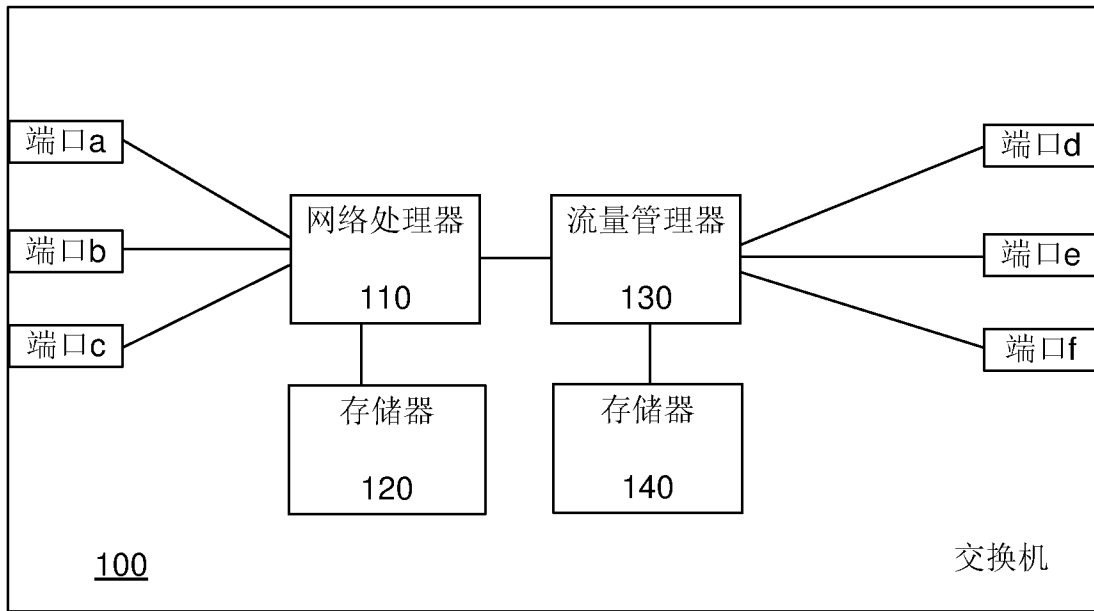 端口a
端口b
端口c
网络处理器
110
流量管理器
130
端口d
端口e
端口f
存储器
120
存储器
140
100
交换机